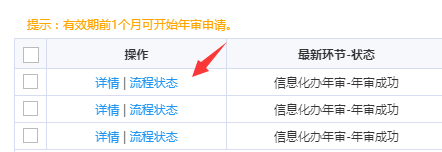 提示：有效期前1个月可开始年审申请。
操作 最新环节-状态
详情 | 流程状态 信息化办年审-年审成功
详情 | 流程状态 信息化办年审-年审成功
详情 | 流程状态 信息化办年审-年审成功